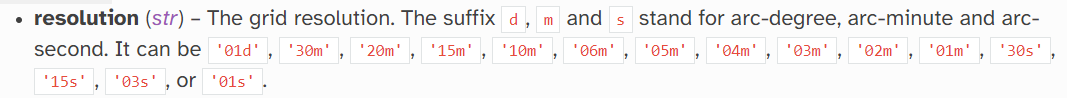 • resolution (str) – The grid resolution. The suffix d, m and s stand for arc-degree, arc-minute and arc-
second. It can be '01d', '30m', '20m', '15m', '10m', '06m', '05m', '04m', '03m', '02m', '01m', '30s',
'15s', '03s', or '01s'.